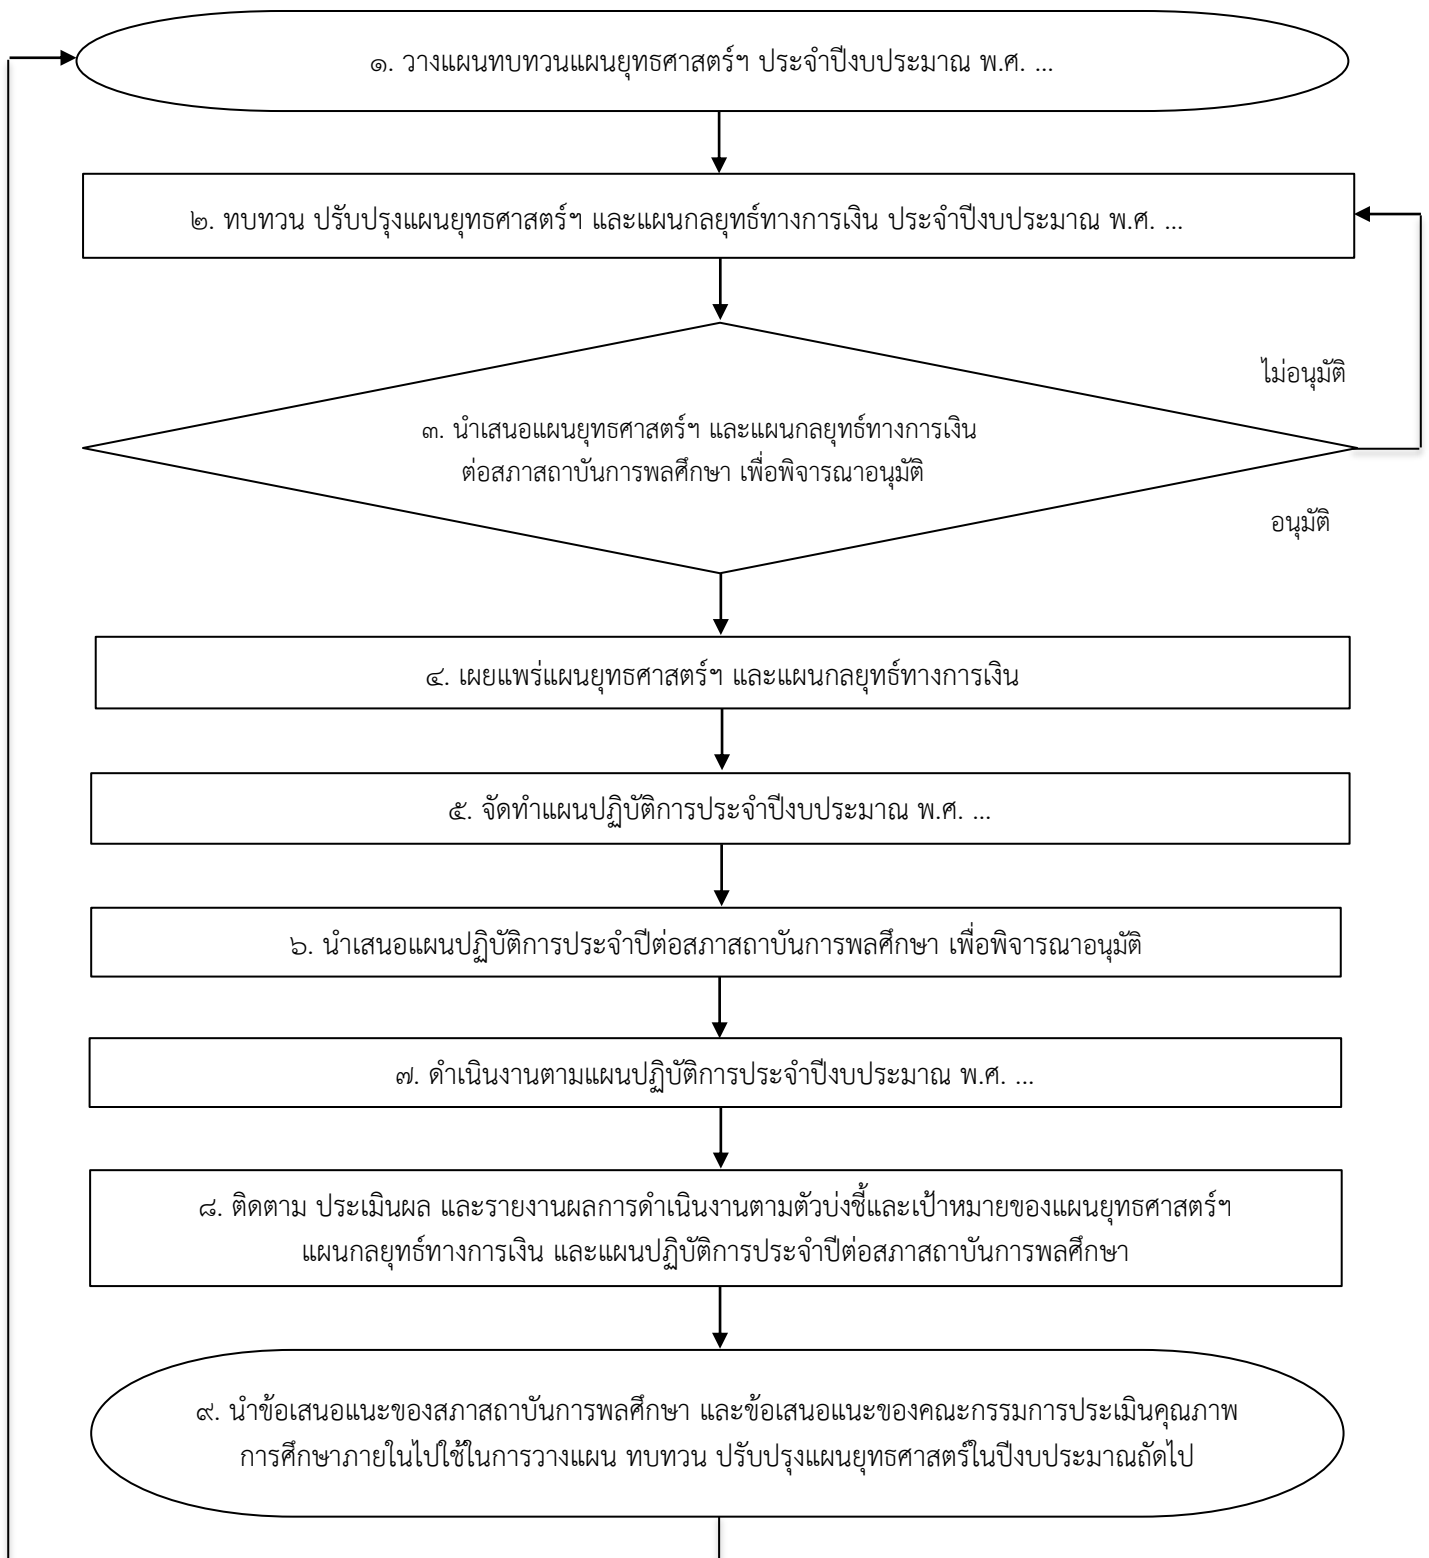 ๑. วางแผนทบทวนแผนยุทธศาสตร์ฯ ประจำปีงบประมาณ พ.ศ. ...
๒. ทบทวน ปรับปรุงแผนยุทธศาสตร์ฯ และแผนกลยุทธ์ทางการเงิน ประจำปีงบประมาณ พ.ศ. ...
ไม่อนุมัติ
๓. นำเสนอแผนยุทธศาสตร์ฯ และแผนกลยุทธ์ทางการเงิน
ต่อสภาสถาบันการพลศึกษา เพื่อพิจารณาอนุมัติ
อนุมัติ
๔. เผยแพร่แผนยุทธศาสตร์ฯ และแผนกลยุทธ์ทางการเงิน
๕. จัดทำแผนปฏิบัติการประจำปีงบประมาณ พ.ศ. ...
๖. นำเสนอแผนปฏิบัติการประจำปีต่อสภาสถาบันการพลศึกษา เพื่อพิจารณาอนุมัติ
๗. ดำเนินงานตามแผนปฏิบัติการประจำปีงบประมาณ พ.ศ. ...
๘. ติดตาม ประเมินผล และรายงานผลการดำเนินงานตามตัวบ่งชี้และเป้าหมายของแผนยุทธศาสตร์ฯ
แผนกลยุทธ์ทางการเงิน และแผนปฏิบัติการประจำปีต่อสภาสถาบันการพลศึกษา
๙. นำข้อเสนอแนะของสภาสถาบันการพลศึกษา และข้อเสนอแนะของคณะกรรมการประเมินคุณภาพ
การศึกษาภายในไปใช้ในการวางแผน ทบทวน ปรับปรุงแผนยุทธศาสตร์ในปีงบประมาณถัดไป